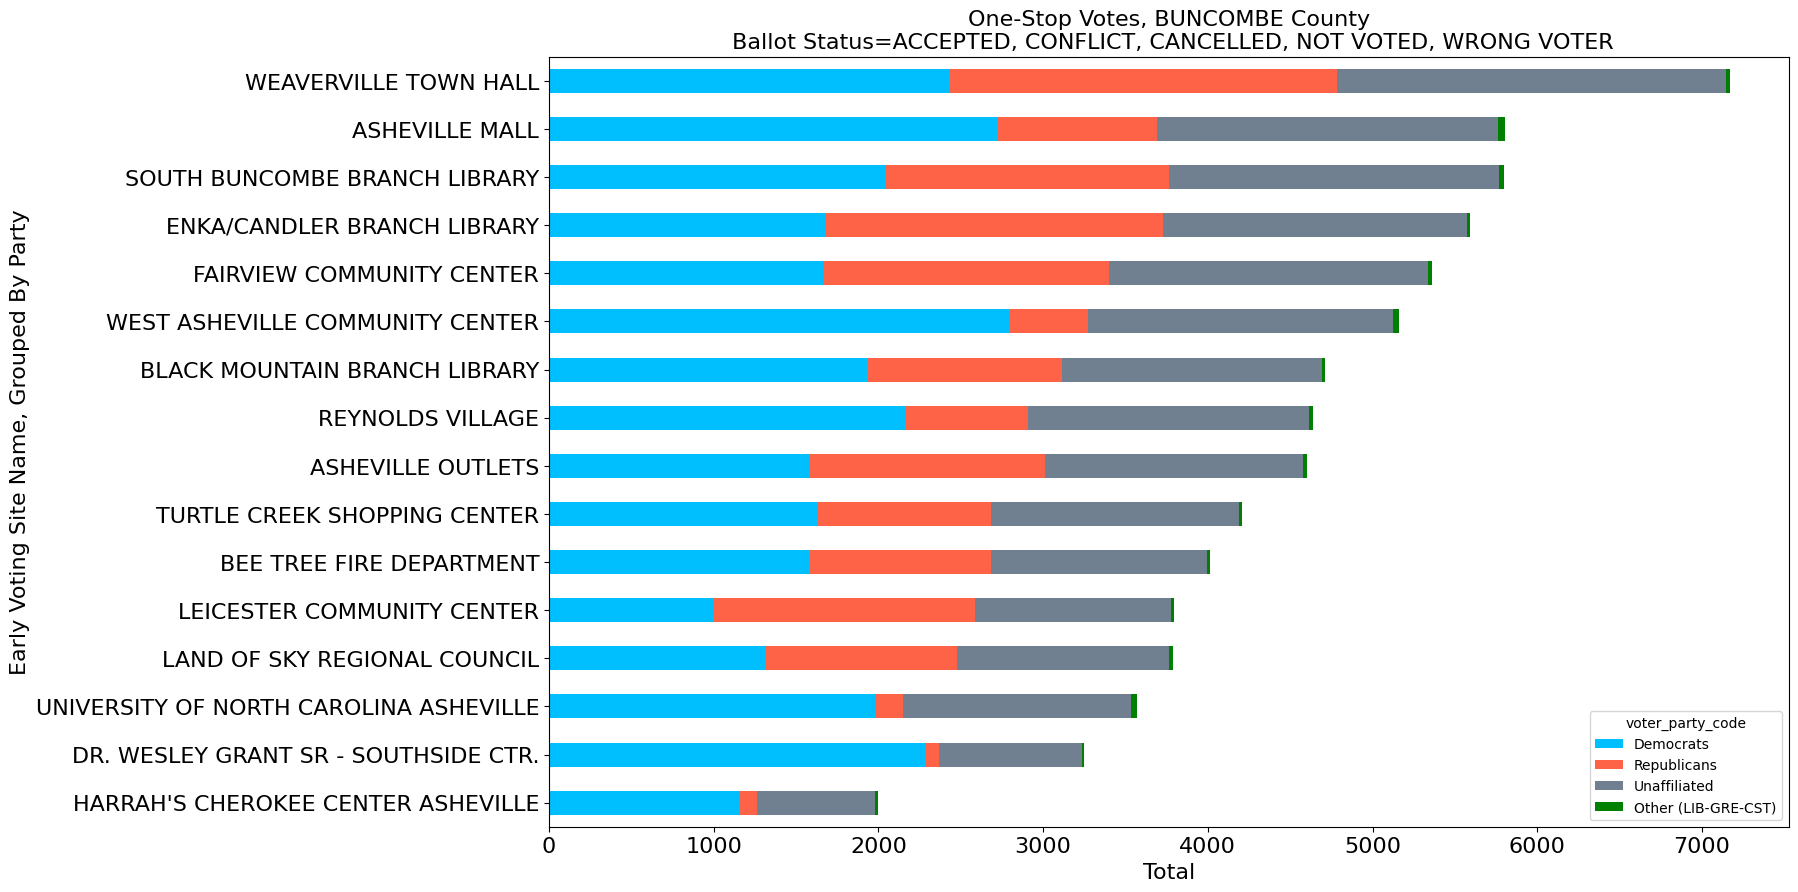 One-Stop Votes, BUNCOMBE County
Ballot Status=ACCEPTED, CONFLICT, CANCELLED, NOT VOTED, WRONG VOTER
Early Voting Site Name, Grouped By Party
WEAVERVILLE TOWN HALL
ASHEVILLE MALL
SOUTH BUNCOMBE BRANCH LIBRARY
ENKA/CANDLER BRANCH LIBRARY
FAIRVIEW COMMUNITY CENTER
WEST ASHEVILLE COMMUNITY CENTER
BLACK MOUNTAIN BRANCH LIBRARY
REYNOLDS VILLAGE
ASHEVILLE OUTLETS
TURTLE CREEK SHOPPING CENTER
BEE TREE FIRE DEPARTMENT
LEICESTER COMMUNITY CENTER
LAND OF SKY REGIONAL COUNCIL
UNIVERSITY OF NORTH CAROLINA ASHEVILLE
DR. WESLEY GRANT SR - SOUTHSIDE CTR.
HARRAH'S CHEROKEE CENTER ASHEVILLE
voter_party_code
Democrats
Republicans
Unaffiliated
Other (LIB-GRE-CST)
0 1000 2000 3000 4000 5000 6000 7000
Total